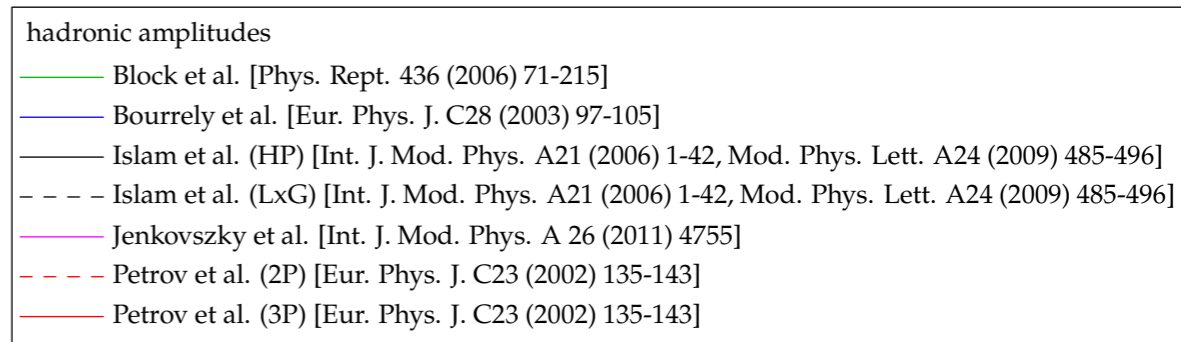 hadronic amplitudes
Block et al. [Phys. Rept. 436 (2006) 71-215]
Bourrely et al. [Eur. Phys. J. C28 (2003) 97-105]
Islam et al. (HP) [Int. J. Mod. Phys. A21 (2006) 1-42, Mod. Phys. Lett. A24 (2009) 485-496]
Islam et al. (LxG) [Int. J. Mod. Phys. A21 (2006) 1-42, Mod. Phys. Lett. A24 (2009) 485-496]
Jenkovszky et al. [Int. J. Mod. Phys. A 26 (2011) 4755]
Petrov et al. (2P) [Eur. Phys. J. C23 (2002) 135-143]
Petrov et al. (3P) [Eur. Phys. J. C23 (2002) 135-143]